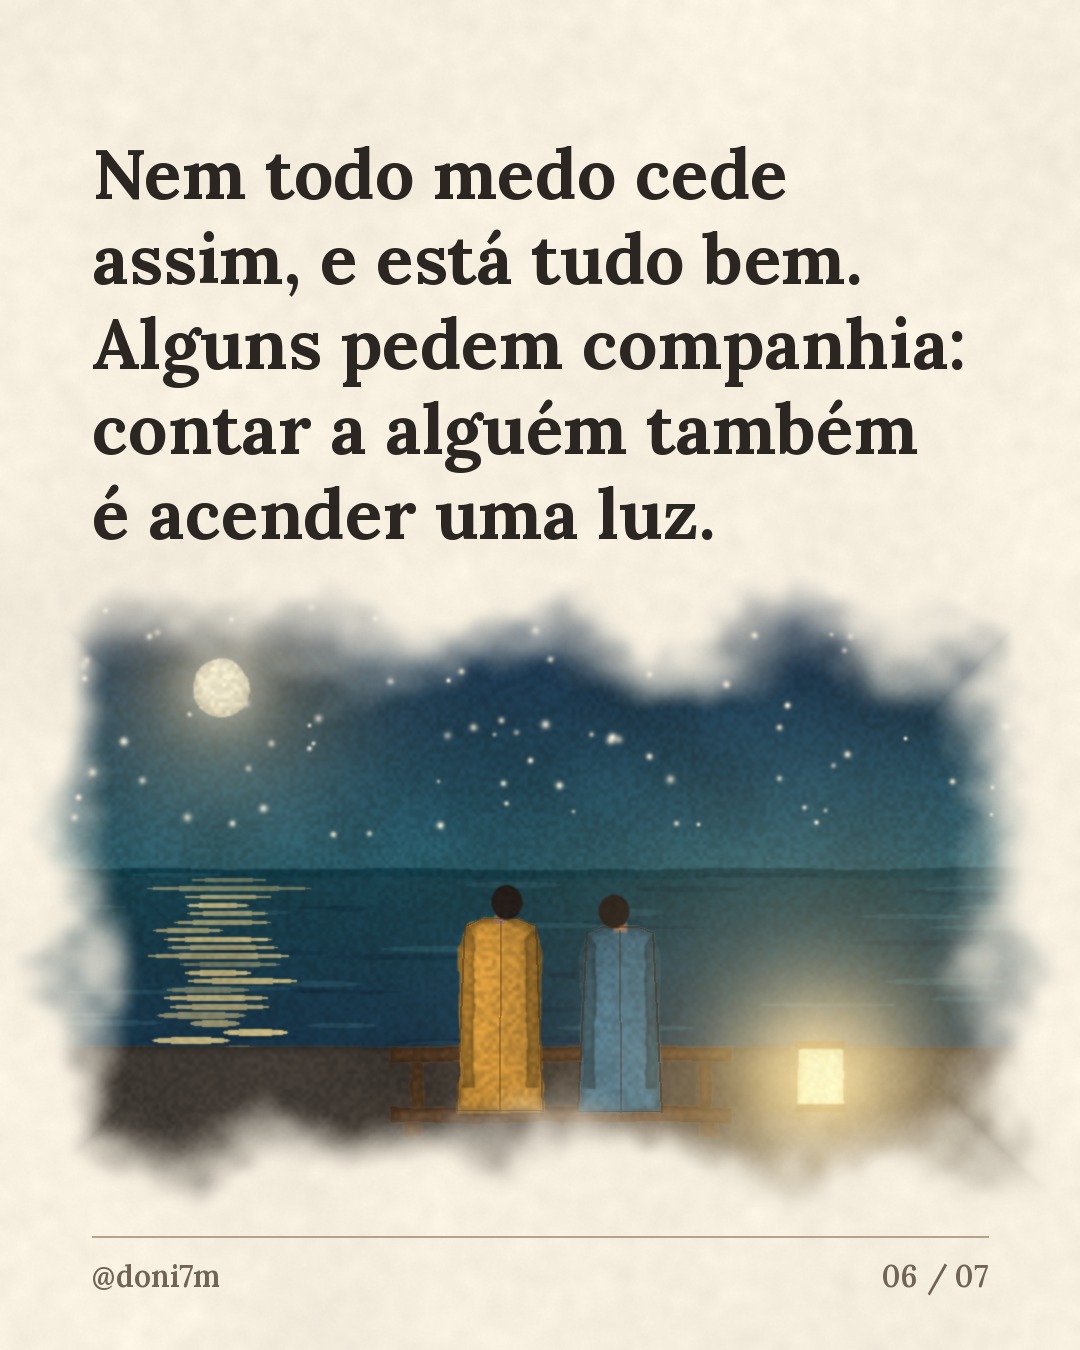 Nem todo medo cede
assim, e está tudo bem.
Alguns pedem companhia:
contar a alguém também
é acender uma luz.
@doni7m
06 / 07